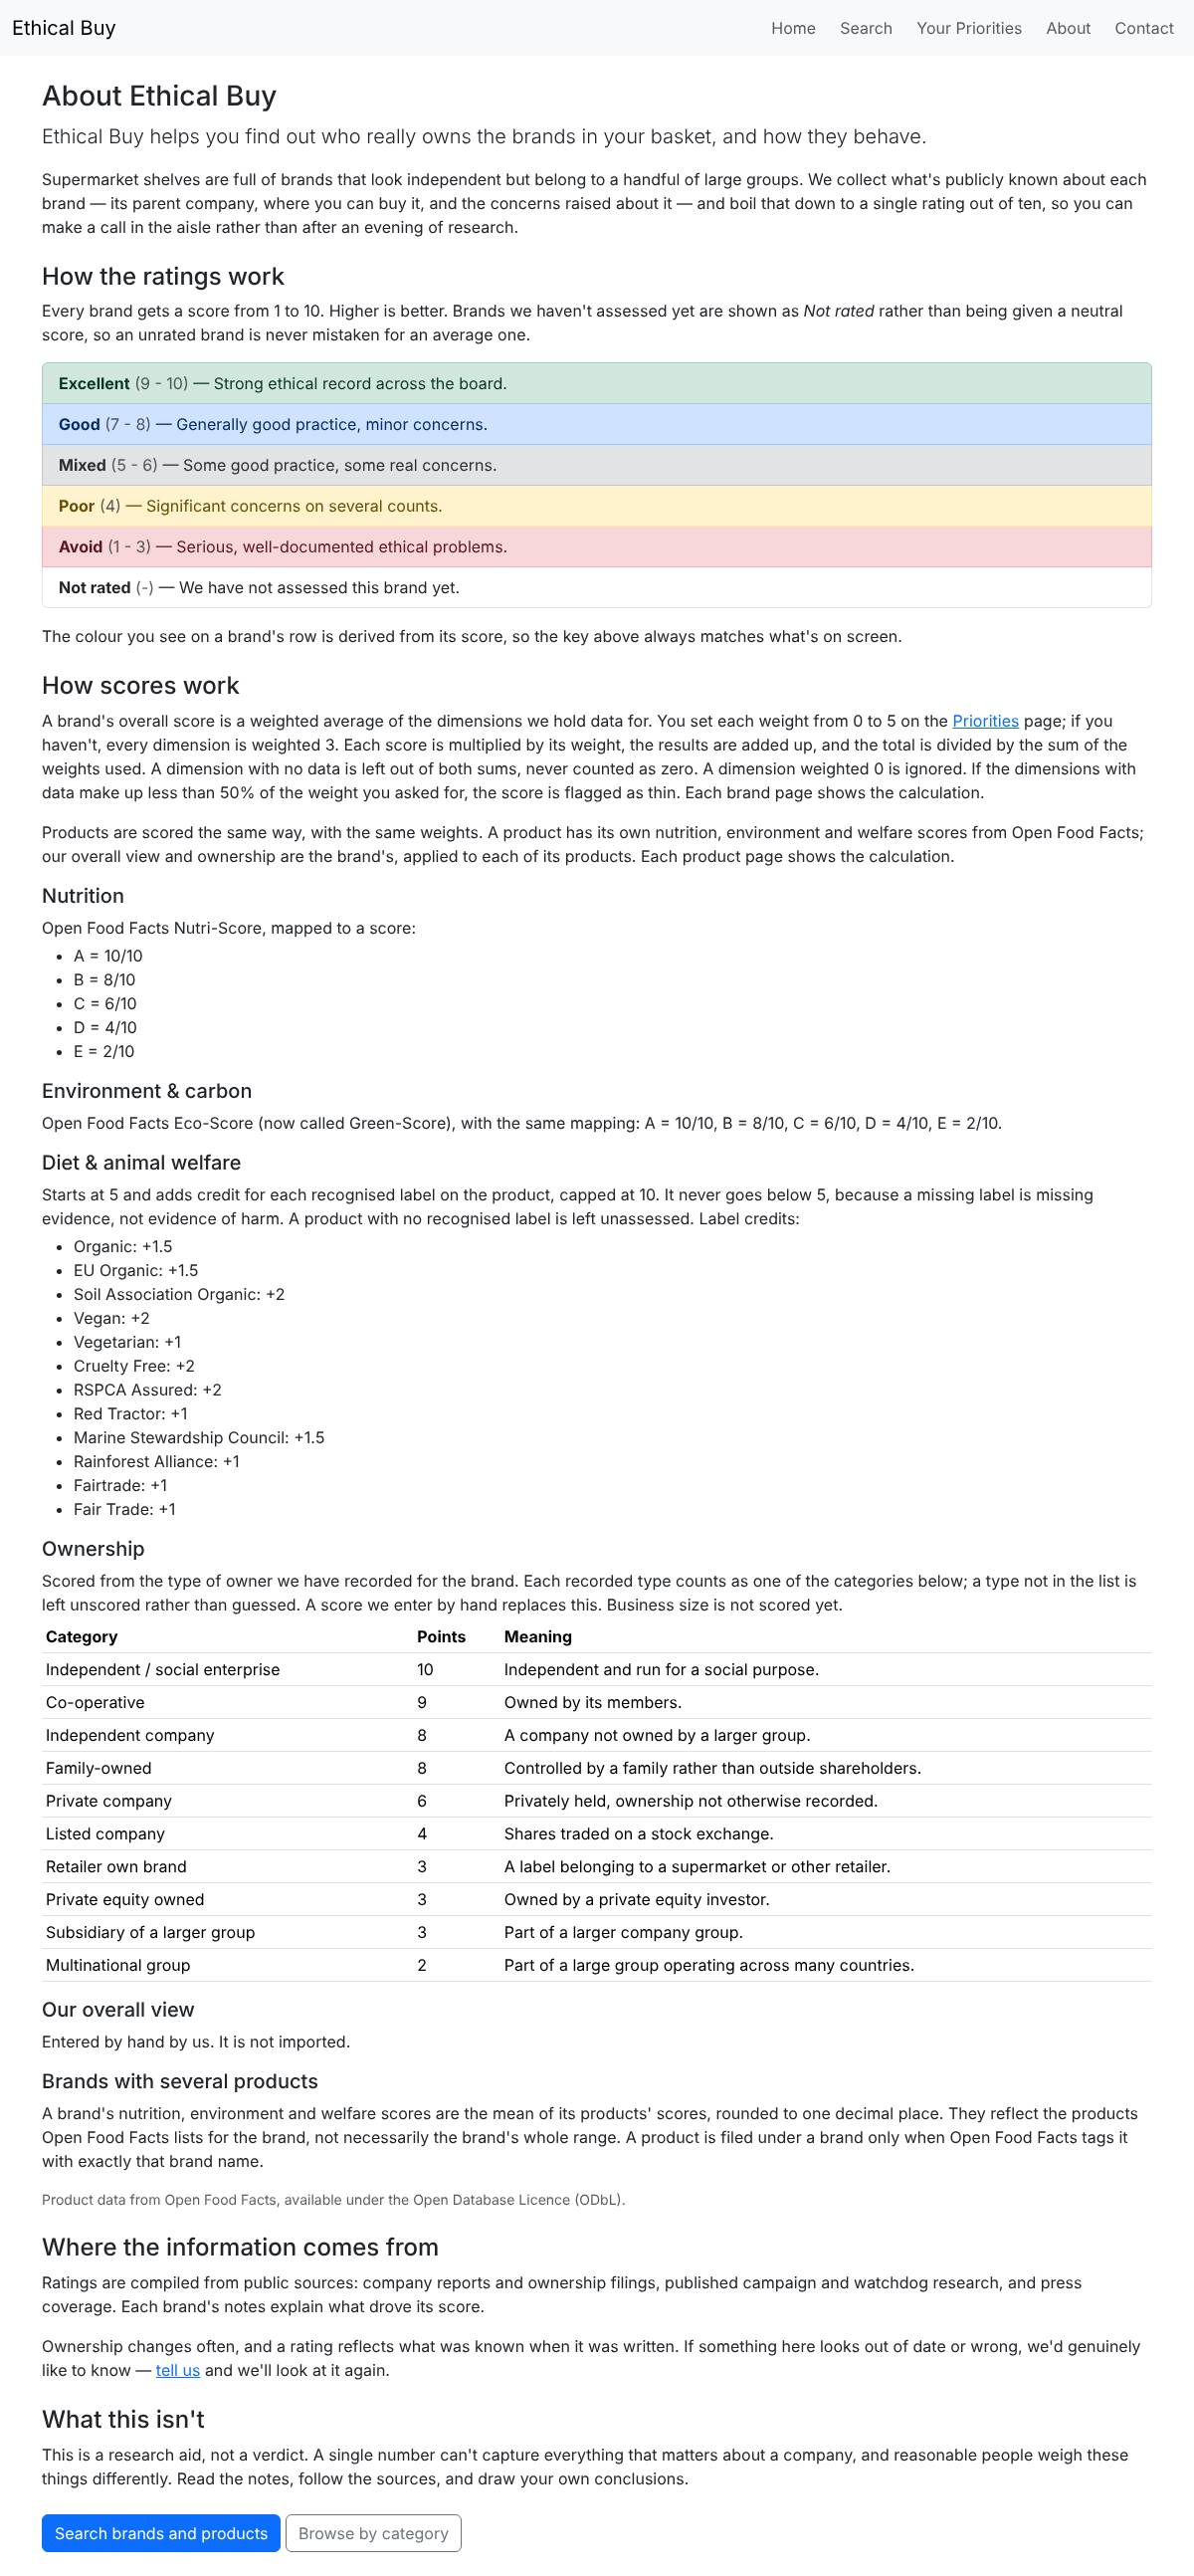 Ethical Buy
Home Search Your Priorities About Contact
About Ethical Buy
Ethical Buy helps you find out who really owns the brands in your basket, and how they behave.
Supermarket shelves are full of brands that look independent but belong to a handful of large groups. We collect what's publicly known about each
brand — its parent company, where you can buy it, and the concerns raised about it — and boil that down to a single rating out of ten, so you can
make a call in the aisle rather than after an evening of research.
How the ratings work
Every brand gets a score from 1 to 10. Higher is better. Brands we haven't assessed yet are shown as Not rated rather than being given a neutral
score, so an unrated brand is never mistaken for an average one.
Excellent (9 - 10) — Strong ethical record across the board.
Good (7 - 8) — Generally good practice, minor concerns.
Mixed (5 - 6) — Some good practice, some real concerns.
Poor (4) — Significant concerns on several counts.
Avoid (1 - 3) — Serious, well-documented ethical problems.
Not rated (-) — We have not assessed this brand yet.
The colour you see on a brand's row is derived from its score, so the key above always matches what's on screen.
How scores work
A brand's overall score is a weighted average of the dimensions we hold data for. You set each weight from 0 to 5 on the Priorities page; if you
haven't, every dimension is weighted 3. Each score is multiplied by its weight, the results are added up, and the total is divided by the sum of the
weights used. A dimension with no data is left out of both sums, never counted as zero. A dimension weighted 0 is ignored. If the dimensions with
data make up less than 50% of the weight you asked for, the score is flagged as thin. Each brand page shows the calculation.
Products are scored the same way, with the same weights. A product has its own nutrition, environment and welfare scores from Open Food Facts;
our overall view and ownership are the brand's, applied to each of its products. Each product page shows the calculation.
Nutrition
Open Food Facts Nutri-Score, mapped to a score:
• A = 10/10
• B = 8/10
• C = 6/10
• D = 4/10
• E = 2/10
Environment & carbon
Open Food Facts Eco-Score (now called Green-Score), with the same mapping: A = 10/10, B = 8/10, C = 6/10, D = 4/10, E = 2/10.
Diet & animal welfare
Starts at 5 and adds credit for each recognised label on the product, capped at 10. It never goes below 5, because a missing label is missing
evidence, not evidence of harm. A product with no recognised label is left unassessed. Label credits:
• Organic: +1.5
• EU Organic: +1.5
• Soil Association Organic: +2
• Vegan: +2
• Vegetarian: +1
• Cruelty Free: +2
• RSPCA Assured: +2
• Red Tractor: +1
• Marine Stewardship Council: +1.5
• Rainforest Alliance: +1
• Fairtrade: +1
• Fair Trade: +1
Ownership
Scored from the type of owner we have recorded for the brand. Each recorded type counts as one of the categories below; a type not in the list is
left unscored rather than guessed. A score we enter by hand replaces this. Business size is not scored yet.
Category Points Meaning
Independent / social enterprise 10 Independent and run for a social purpose.
Co-operative 9 Owned by its members.
Independent company 8 A company not owned by a larger group.
Family-owned 8 Controlled by a family rather than outside shareholders.
Private company 6 Privately held, ownership not otherwise recorded.
Listed company 4 Shares traded on a stock exchange.
Retailer own brand 3 A label belonging to a supermarket or other retailer.
Private equity owned 3 Owned by a private equity investor.
Subsidiary of a larger group 3 Part of a larger company group.
Multinational group 2 Part of a large group operating across many countries.
Our overall view
Entered by hand by us. It is not imported.
Brands with several products
A brand's nutrition, environment and welfare scores are the mean of its products' scores, rounded to one decimal place. They reflect the products
Open Food Facts lists for the brand, not necessarily the brand's whole range. A product is filed under a brand only when Open Food Facts tags it
with exactly that brand name.
Product data from Open Food Facts, available under the Open Database Licence (ODbL).
Where the information comes from
Ratings are compiled from public sources: company reports and ownership filings, published campaign and watchdog research, and press
coverage. Each brand's notes explain what drove its score.
Ownership changes often, and a rating reflects what was known when it was written. If something here looks out of date or wrong, we'd genuinely
like to know — tell us and we'll look at it again.
What this isn't
This is a research aid, not a verdict. A single number can't capture everything that matters about a company, and reasonable people weigh these
things differently. Read the notes, follow the sources, and draw your own conclusions.
Search brands and products Browse by category